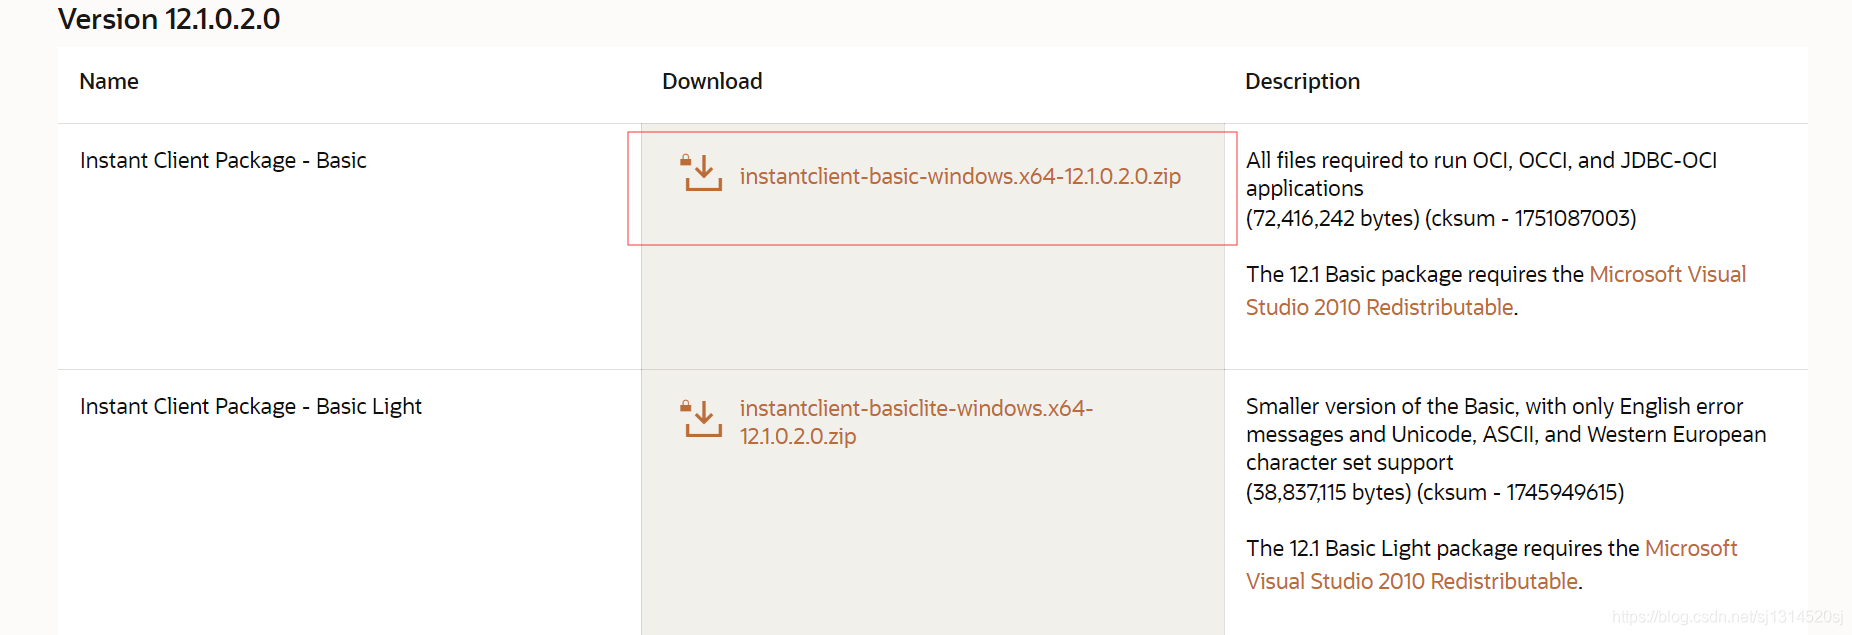 Version 12.1.0.2.0
Name
Download
Description
Instant Client Package - Basic
instantclient-basic-windows.x64-12.1.0.2.0.zip
All files required to run OCI, OCCI, and JDBC-OCI
applications
(72,416,242 bytes) (cksum - 1751087003)
The 12.1 Basic package requires the Microsoft Visual
Studio 2010 Redistributable.
Instant Client Package - Basic Light
instantclient-basiclite-windows.x64-
12.1.0.2.0.zip
Smaller version of the Basic, with only English error
messages and Unicode, ASCII, and Western European
character set support
(38,837,115 bytes) (cksum - 1745949615)
The 12.1 Basic Light package requires the Microsoft
Visual Studio 2010 Redistributable.
https://blog.csdn.net/sj1314520sj